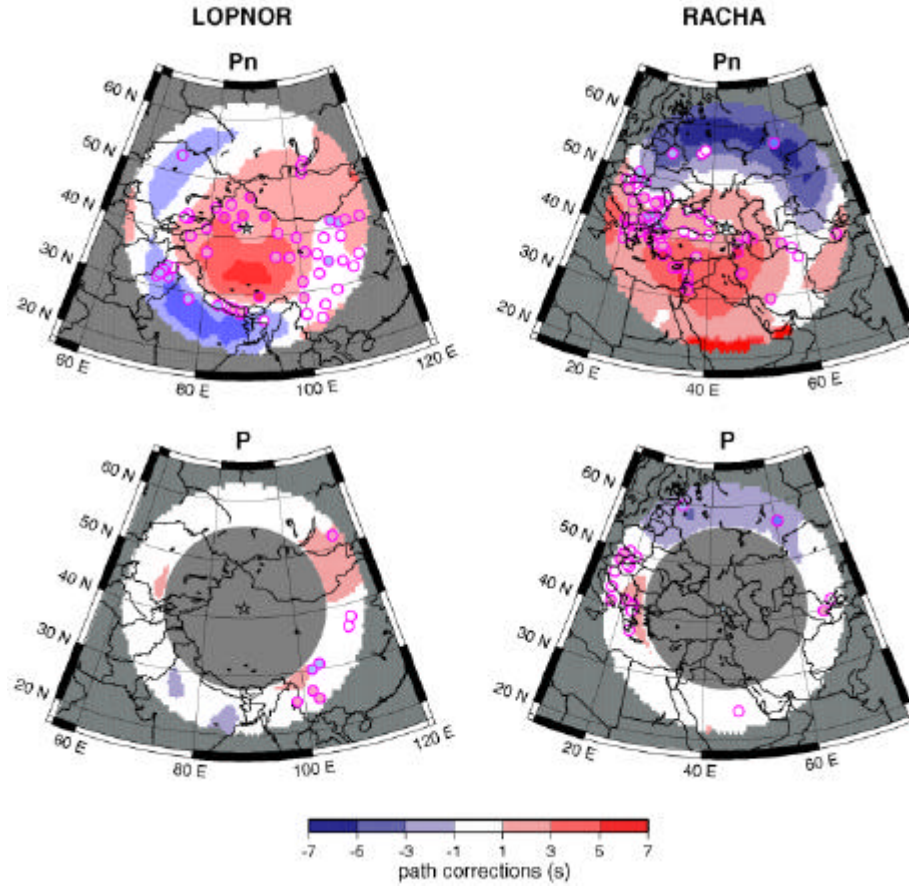 LOPNOR
RACHA
Pn
Pn
60 N
50 N
40 N
30 N
20 N
60 E
80 E
100 E
120 E
60 N
50 N
40 N
30 N
20 N
20 E
40 E
60 E
P
P
60 N
50 N
40 N
30 N
20 N
60 E
80 E
100 E
120 E
60 N
50 N
40 N
30 N
20 N
20 E
40 E
60 E
-7 -5 -3 -1 1 3 5 7
path corrections (s)